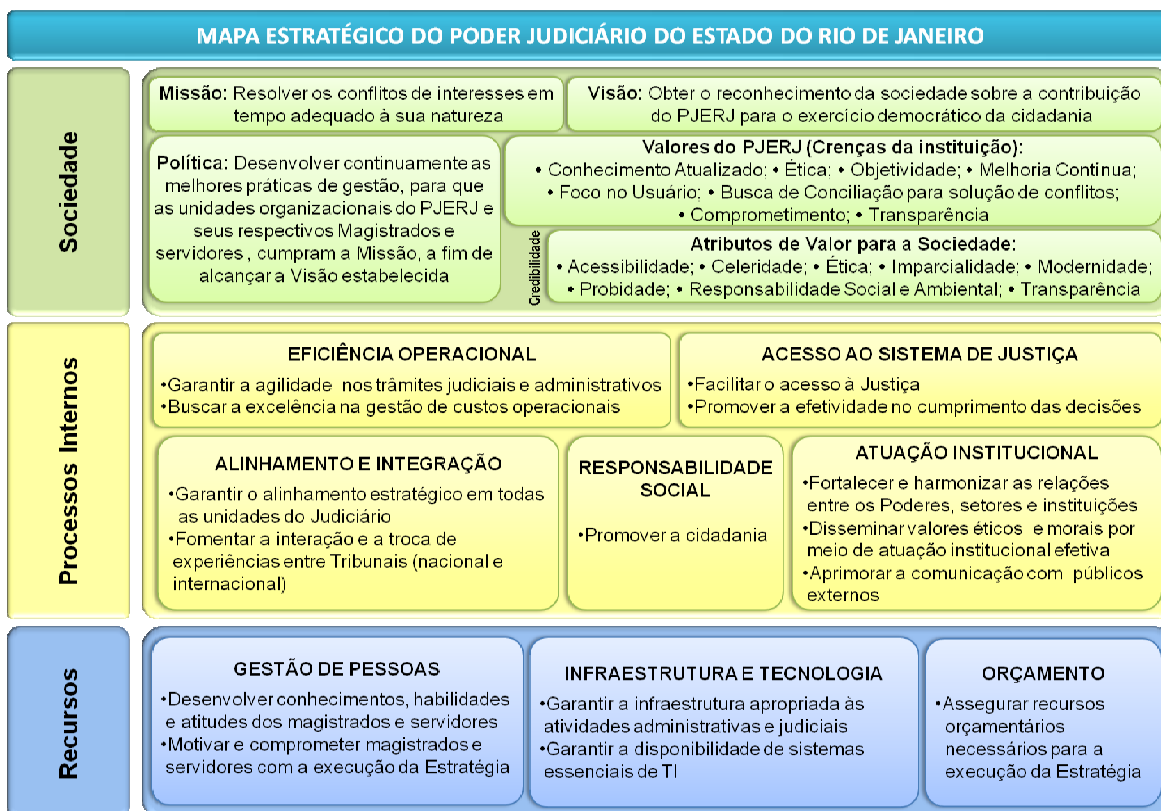 MAPA ESTRATÉGICO DO PODER JUDICIÁRIO DO ESTADO DO RIO DE JANEIRO
Sociedade
Missão: Resolver os conflitos de interesses em
tempo adequado à sua natureza
Visão: Obter o reconhecimento da sociedade sobre a contribuição
do PJERJ para o exercício democrático da cidadania
Política: Desenvolver continuamente as
melhores práticas de gestão, para que
as unidades organizacionais do PJERJ e
seus respectivos Magistrados e
servidores , cumpram a Missão, a fim de
alcançar a Visão estabelecida
Valores do PJERJ (Crenças da instituição):
• Conhecimento Atualizado; • Ética; • Objetividade; • Melhoria Continua;
• Foco no Usuário; • Busca de Conciliação para solução de conflitos;
• Comprometimento; • Transparência
Credibilidade
Atributos de Valor para a Sociedade:
• Acessibilidade; • Celeridade; • Ética; • Imparcialidade; • Modernidade;
• Probidade; • Responsabilidade Social e Ambiental; • Transparência
Processos Internos
EFICIÊNCIA OPERACIONAL
•Garantir a agilidade nos trâmites judiciais e administrativos
•Buscar a excelência na gestão de custos operacionais
ACESSO AO SISTEMA DE JUSTIÇA
•Facilitar o acesso à Justiça
•Promover a efetividade no cumprimento das decisões
ALINHAMENTO E INTEGRAÇÃO
•Garantir o alinhamento estratégico em todas
as unidades do Judiciário
•Fomentar a interação e a troca de
experiências entre Tribunais (nacional e
internacional)
RESPONSABILIDADE
SOCIAL
•Promover a cidadania
ATUAÇÃO INSTITUCIONAL
•Fortalecer e harmonizar as relações
entre os Poderes, setores e instituições
•Disseminar valores éticos e morais por
meio de atuação institucional efetiva
•Aprimorar a comunicação com públicos
externos
Recursos
GESTÃO DE PESSOAS
•Desenvolver conhecimentos, habilidades
e atitudes dos magistrados e servidores
•Motivar e comprometer magistrados e
servidores com a execução da Estratégia
INFRAESTRUTURA E TECNOLOGIA
•Garantir a infraestrutura apropriada às
atividades administrativas e judiciais
•Garantir a disponibilidade de sistemas
essenciais de TI
ORÇAMENTO
•Assegurar recursos
orçamentários
necessários para a
execução da Estratégia